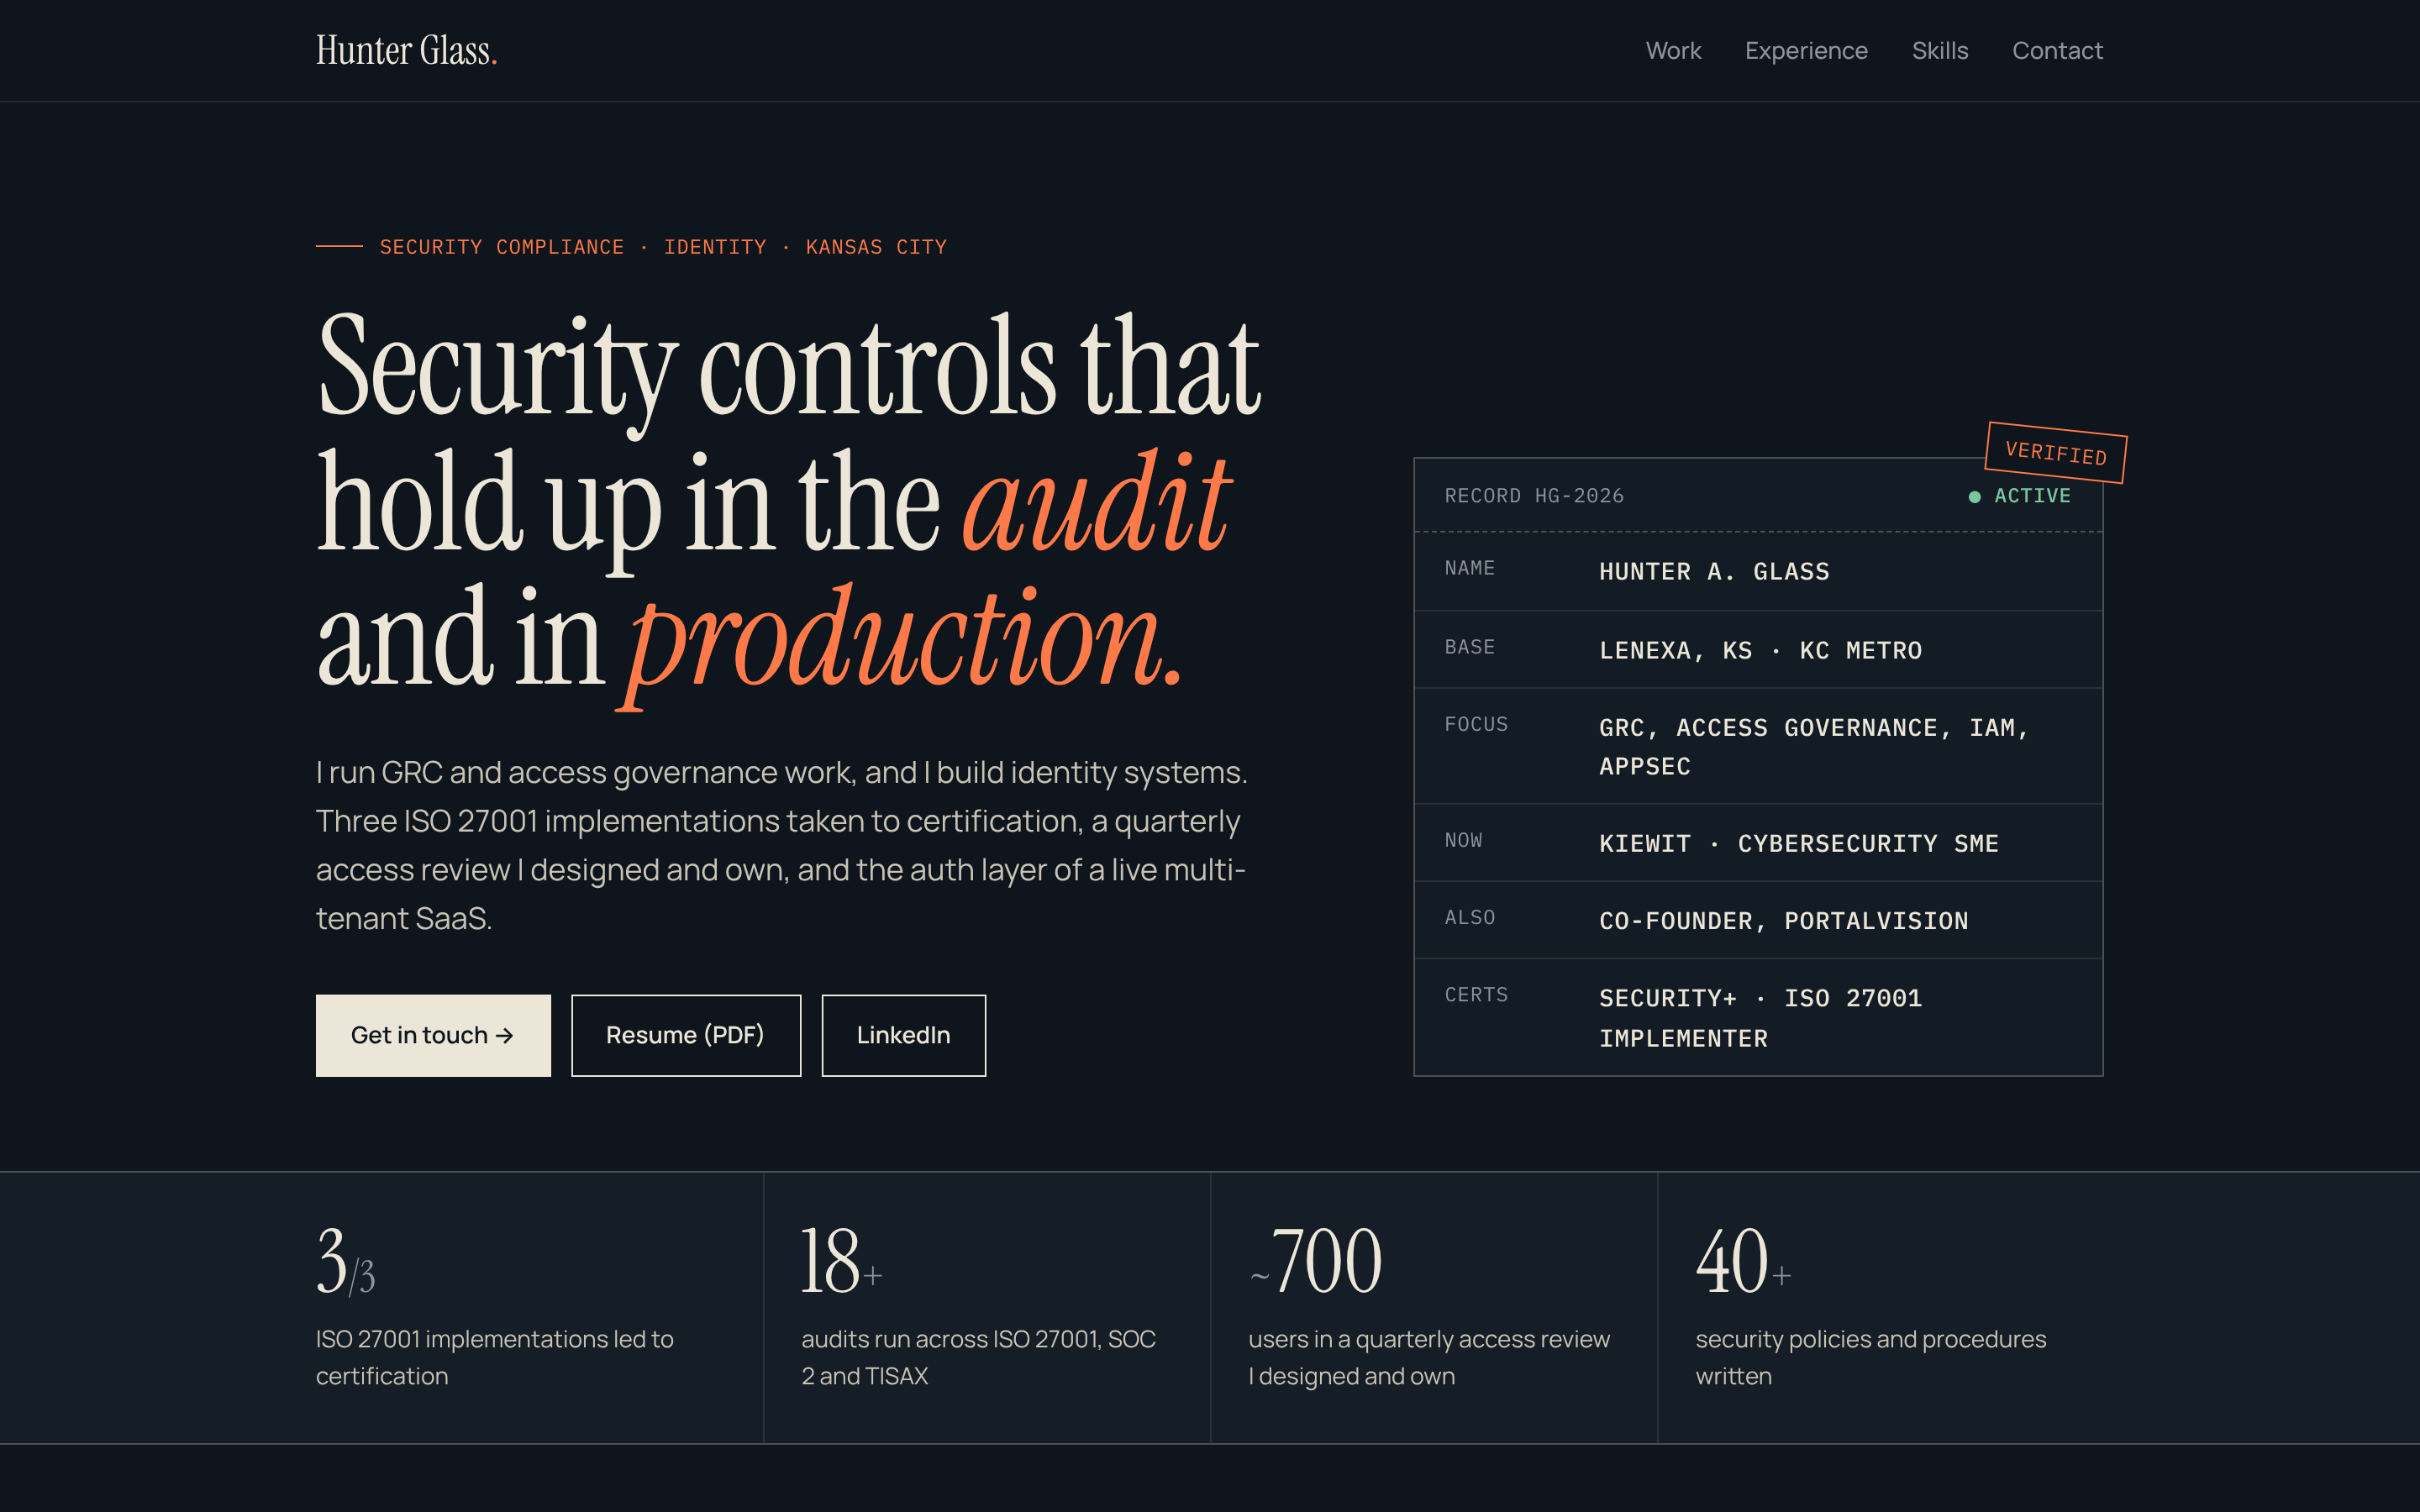 Hunter Glass.
Work Experience Skills Contact
SECURITY COMPLIANCE · IDENTITY · KANSAS CITY
Security controls that
hold up in the audit
and in production.
I run GRC and access governance work, and I build identity systems.
Three ISO 27001 implementations taken to certification, a quarterly
access review I designed and own, and the auth layer of a live multi-
tenant SaaS.
Get in touch →
Resume (PDF)
LinkedIn
VERIFIED
RECORD HG-2026
● ACTIVE
NAME HUNTER A. GLASS
BASE LENEXA, KS · KC METRO
FOCUS GRC, ACCESS GOVERNANCE, IAM,
APPSEC
NOW KIEWIT · CYBERSECURITY SME
ALSO CO-FOUNDER, PORTALVISION
CERTS SECURITY+ · ISO 27001
IMPLEMENTER
3/3
ISO 27001 implementations led to
certification
18+
audits run across ISO 27001, SOC
2 and TISAX
~700
users in a quarterly access review
I designed and own
40+
security policies and procedures
written